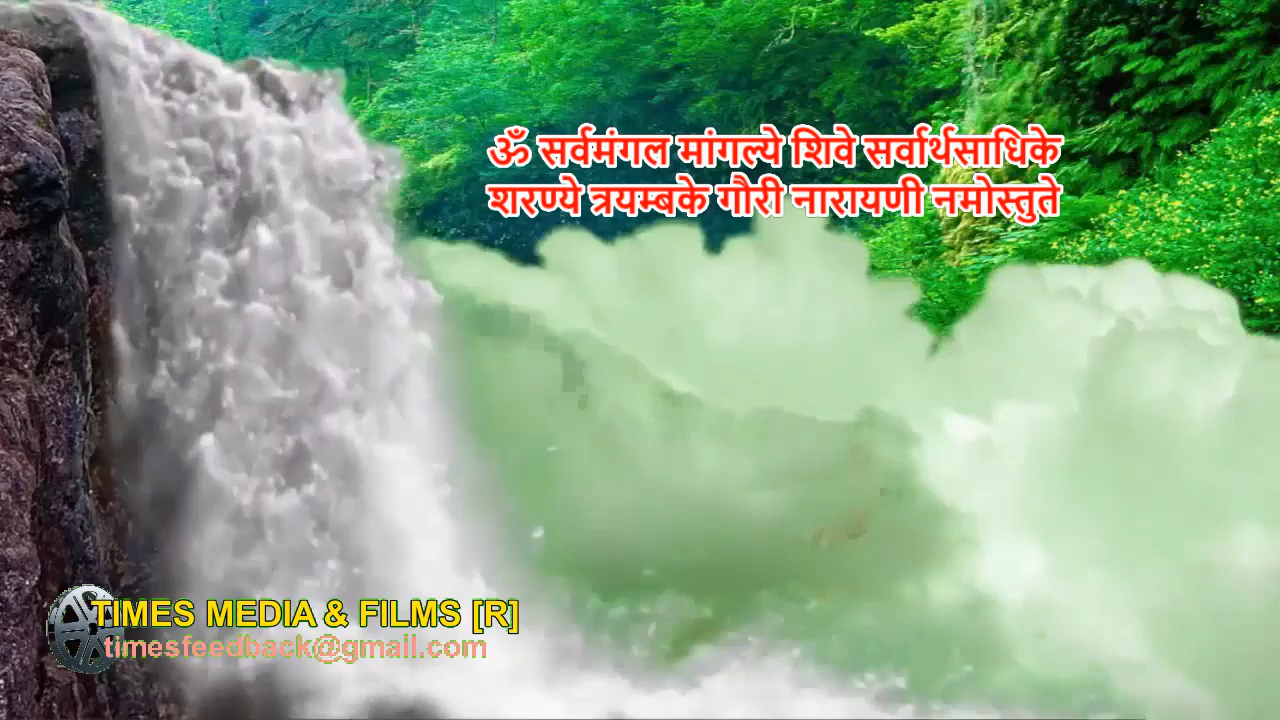 ॐ सर्वमंगल मांगल्ये शिवे सर्वार्थसाधिके
शरण्ये त्रयम्बके गौरी नारायणी नमोस्तुते
TIMES MEDIA & FILMS [R]
timesfeedback@gmail.com